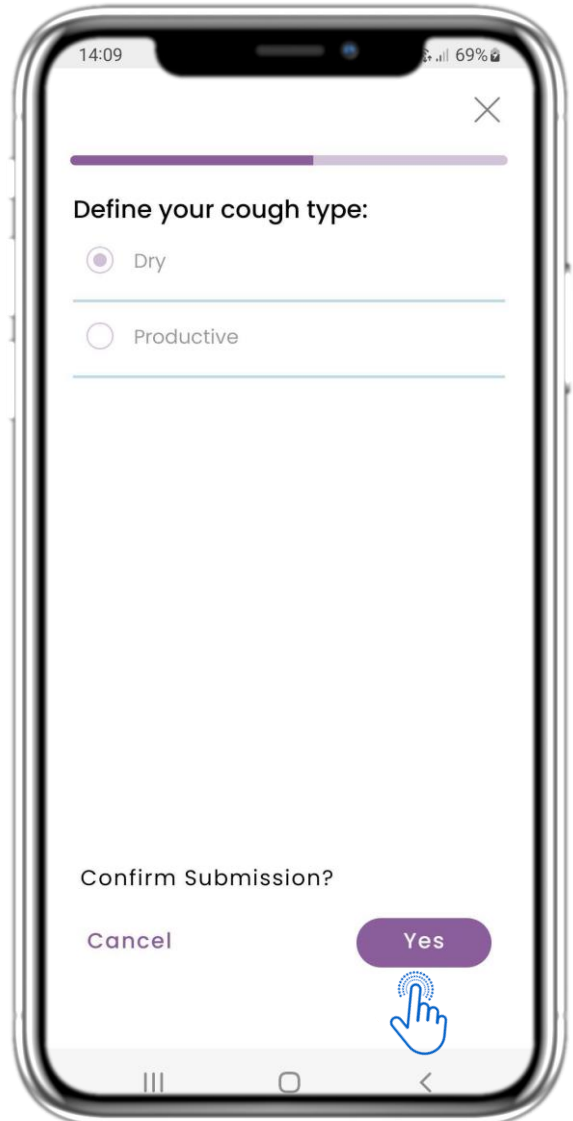 14:09
69%
Define your cough type:
Dry
Productive
Confirm Submission?
Cancel
Yes